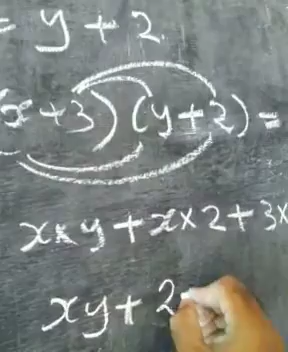 = y + 2
(x+3) (y+2) =
x×y + x×2 + 3×
xy + 2